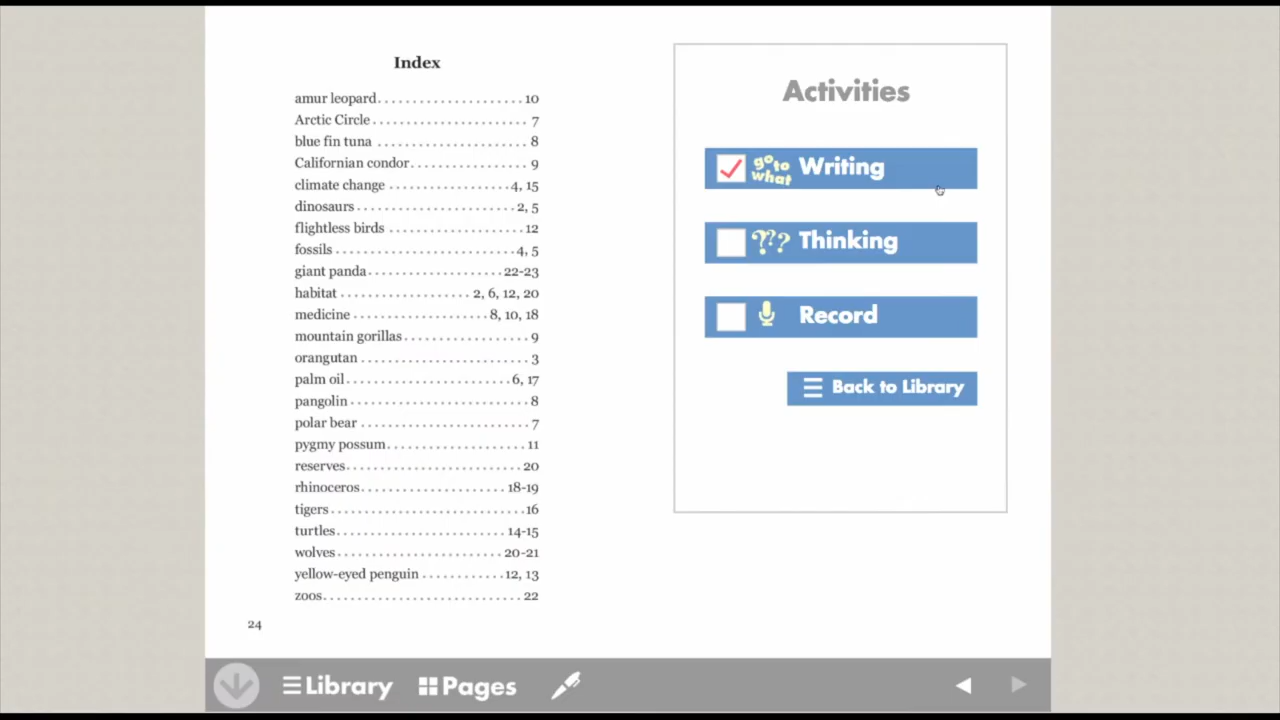 Index
amur leopard. . . . . . . . . . . . . . . . . . . . . 10
Arctic Circle . . . . . . . . . . . . . . . . . . . . . . . 7
blue fin tuna . . . . . . . . . . . . . . . . . . . . . . 8
Californian condor. . . . . . . . . . . . . . . . . 9
climate change . . . . . . . . . . . . . . . . . . 4, 15
dinosaurs . . . . . . . . . . . . . . . . . . . . . . . 2, 5
flightless birds . . . . . . . . . . . . . . . . . . . . 12
fossils . . . . . . . . . . . . . . . . . . . . . . . . . . 4, 5
giant panda. . . . . . . . . . . . . . . . . . . 22-23
habitat . . . . . . . . . . . . . . . . . . . 2, 6, 12, 20
medicine . . . . . . . . . . . . . . . . . . . 8, 10, 18
mountain gorillas . . . . . . . . . . . . . . . . . . 9
orangutan . . . . . . . . . . . . . . . . . . . . . . . . 3
palm oil . . . . . . . . . . . . . . . . . . . . . . . 6, 17
pangolin . . . . . . . . . . . . . . . . . . . . . . . . . 8
polar bear . . . . . . . . . . . . . . . . . . . . . . . . 7
pygmy possum. . . . . . . . . . . . . . . . . . . . 11
reserves. . . . . . . . . . . . . . . . . . . . . . . . . 20
rhinoceros . . . . . . . . . . . . . . . . . . . . 18-19
tigers . . . . . . . . . . . . . . . . . . . . . . . . . . . 16
turtles. . . . . . . . . . . . . . . . . . . . . . . . 14-15
wolves . . . . . . . . . . . . . . . . . . . . . . . 20-21
yellow-eyed penguin . . . . . . . . . . . 12, 13
zoos. . . . . . . . . . . . . . . . . . . . . . . . . . . . 22
24
Activities
go to what Writing
??? Thinking
Record
Back to Library
Library Pages